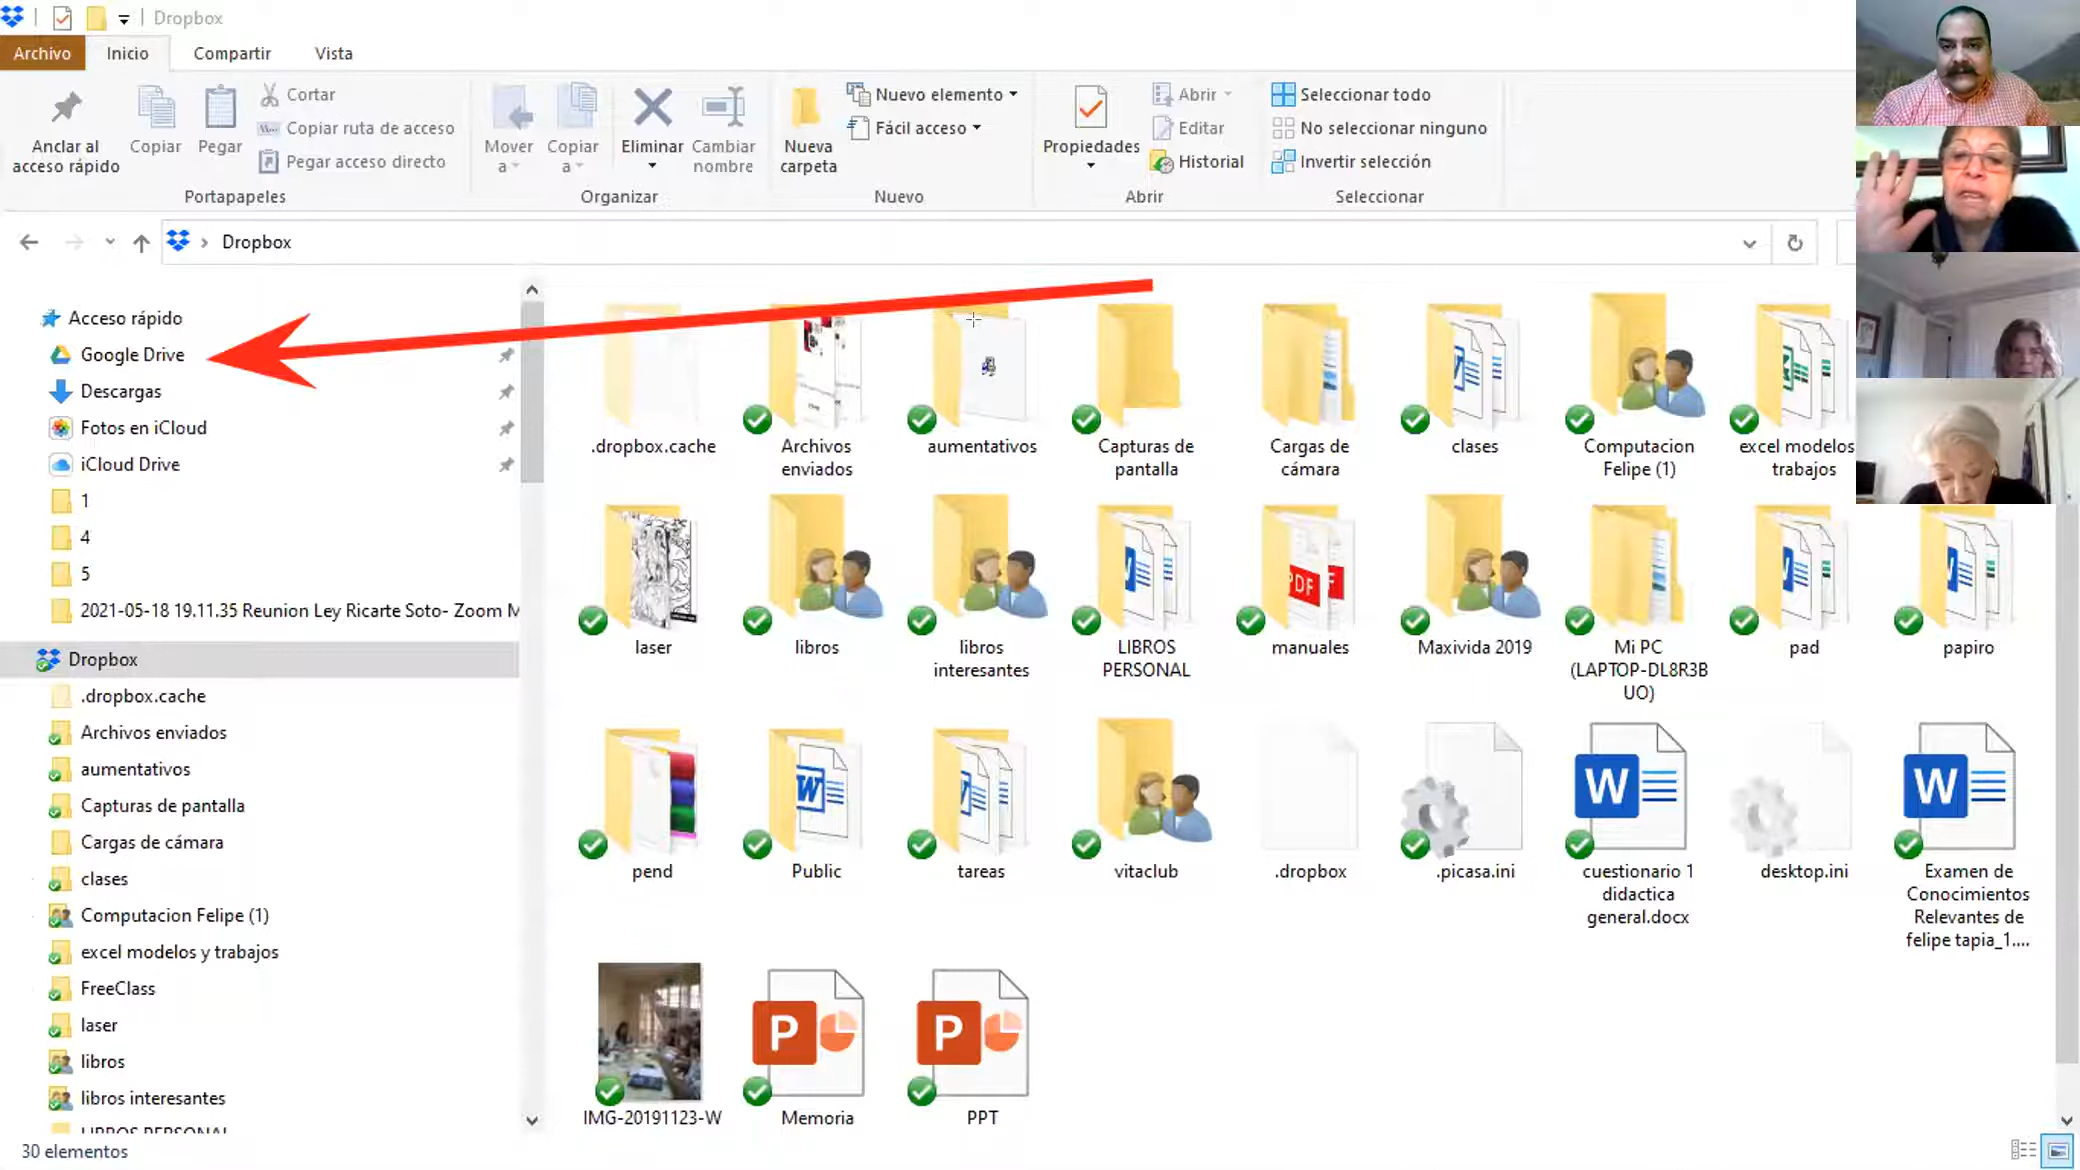 Dropbox
Archivo
Inicio
Compartir
Vista
Anclar al
acceso rápido
Copiar
Pegar
Cortar
Copiar ruta de acceso
Pegar acceso directo
Portapapeles
Mover
a
Copiar
a
Eliminar
Cambiar
nombre
Organizar
Nueva
carpeta
Nuevo elemento
Fácil acceso
Nuevo
Propiedades
Abrir
Editar
Historial
Abrir
Seleccionar todo
No seleccionar ninguno
Invertir selección
Seleccionar
Dropbox
Acceso rápido
Google Drive
Descargas
Fotos en iCloud
iCloud Drive
1
4
5
2021-05-18 19.11.35 Reunion Ley Ricarte Soto- Zoom M
Dropbox
.dropbox.cache
Archivos enviados
aumentativos
Capturas de pantalla
Cargas de cámara
clases
Computacion Felipe (1)
excel modelos y trabajos
FreeClass
laser
libros
libros interesantes
LIBROS PERSONAL
.dropbox.cache
Archivos
enviados
aumentativos
Capturas de
pantalla
Cargas de
cámara
clases
Computacion
Felipe (1)
excel modelos
trabajos
laser
libros
libros
interesantes
LIBROS
PERSONAL
PDF
manuales
Maxivida 2019
Mi PC
(LAPTOP-DL8R3B
UO)
pad
papiro
pend
Public
tareas
vitaclub
.dropbox
.picasa.ini
W
cuestionario 1
didactica
general.docx
desktop.ini
W
Examen de
Conocimientos
Relevantes de
felipe tapia_1....
IMG-20191123-W
P
Memoria
P
PPT
30 elementos